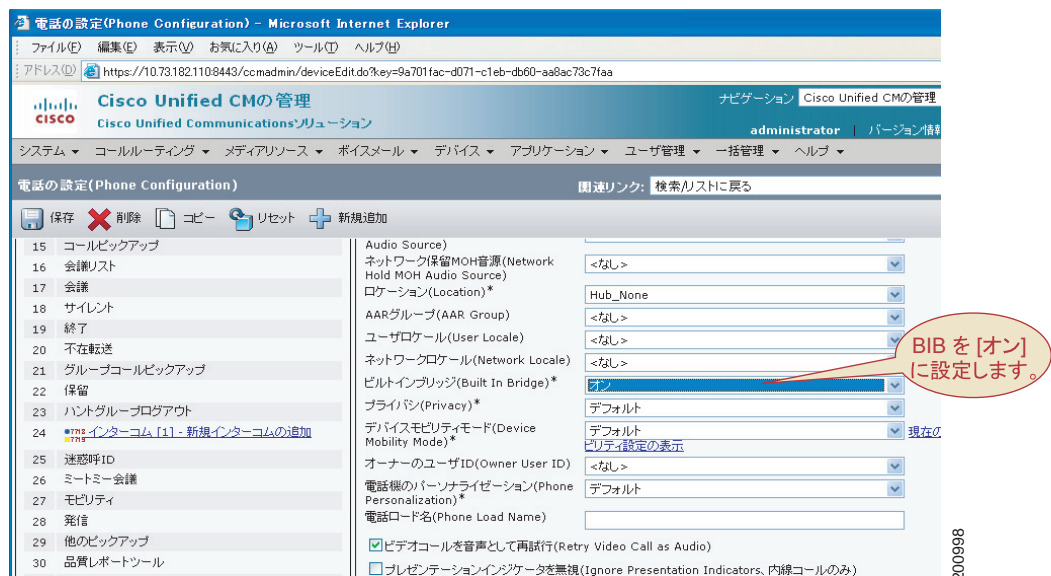 電話の設定(Phone Configuration) - Microsoft Internet Explorer
ファイル(F) 編集(E) 表示(V) お気に入り(A) ツール(T) ヘルプ(H)
アドレス(D) https://10.73.182.110:8443/ccmadmin/deviceEdit.do?key=9a701fac-d071-c1eb-db60-aa8ac73c7faa
cisco
Cisco Unified CMの管理
Cisco Unified Communicationsソリューション
ナビゲーション Cisco Unified CMの管理
administrator | バージョン情報
システム コールルーティング メディアリソース ボイスメール デバイス アプリケーション ユーザ管理 一括管理 ヘルプ
電話の設定(Phone Configuration)
関連リンク: 検索/リストに戻る
保存 削除 コピー リセット 新規追加
15 コールピックアップ
16 会議リスト
17 会議
18 サイレント
19 終了
20 不在転送
21 グループコールピックアップ
22 保留
23 ハントグループログアウト
24 インターコム [1] - 新規インターコムの追加
25 迷惑呼ID
26 ミートミー会議
27 モビリティ
28 発信
29 他のピックアップ
30 品質レポートツール
Audio Source)
ネットワーク保留MOH音源(Network Hold MOH Audio Source) <なし>
ロケーション(Location)* Hub_None
AARグループ(AAR Group) <なし>
ユーザロケール(User Locale) <なし>
ネットワークロケール(Network Locale) <なし>
ビルトインブリッジ(Built In Bridge)* オン
プライバシ(Privacy)* デフォルト
デバイスモビリティモード(Device Mobility Mode)* デフォルト 現在の
ビリティ設定の表示
オーナーのユーザID(Owner User ID) <なし>
電話機のパーソナライゼーション(Phone Personalization)* デフォルト
電話ロード名(Phone Load Name)
ビデオコールを音声として再試行(Retry Video Call as Audio)
プレゼンテーションインジケータを無視(Ignore Presentation Indicators、内線コールのみ)
BIB を [オン]
に設定します。
200998